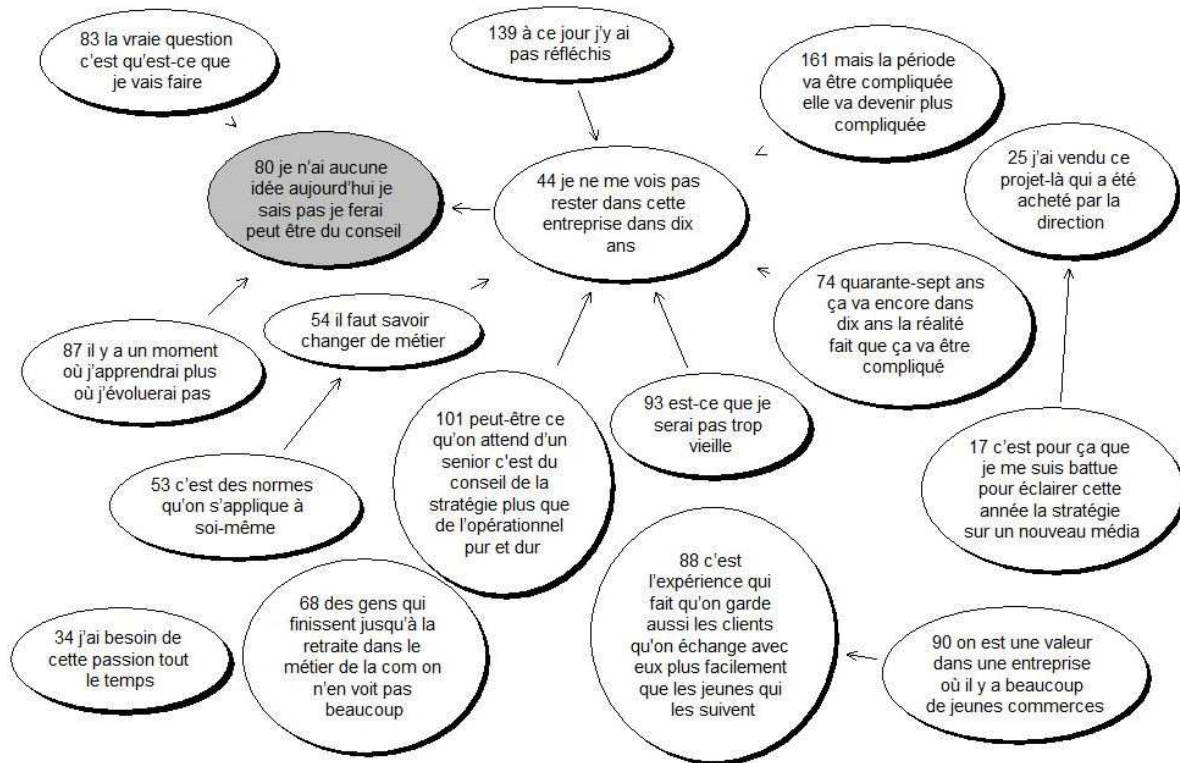 83 la vraie question
c'est qu'est-ce que
je vais faire
139 à ce jour j'y ai
pas réfléchis
161 mais la période
va être compliquée
elle va devenir plus
compliquée
80 je n'ai aucune
idée aujourd'hui je
sais pas je ferai
peut être du conseil
44 je ne me vois pas
rester dans cette
entreprise dans dix
ans
25 j'ai vendu ce
projet-là qui a été
acheté par la
direction
87 il y a un moment
où j'apprendrai plus
où j'évoluerai pas
54 il faut savoir
changer de métier
74 quarante-sept ans
ça va encore dans
dix ans la réalité
fait que ça va être
compliqué
53 c'est des normes
qu'on s'applique à
soi-même
101 peut-être ce
qu'on attend d'un
senior c'est du
conseil de la
stratégie plus que
de l'opérationnel
pur et dur
93 est-ce que je
serai pas trop
vieille
17 c'est pour ça que
je me suis battue
pour éclairer cette
année la stratégie
sur un nouveau média
34 j'ai besoin de
cette passion tout
le temps
68 des gens qui
finissent jusqu'à la
retraite dans le
métier de la com on
n'en voit pas
beaucoup
88 c'est
l'expérience qui
fait qu'on garde
aussi les clients
qu'on échange avec
eux plus facilement
que les jeunes qui
les suivent
90 on est une valeur
dans une entreprise
où il y a beaucoup
de jeunes commerces